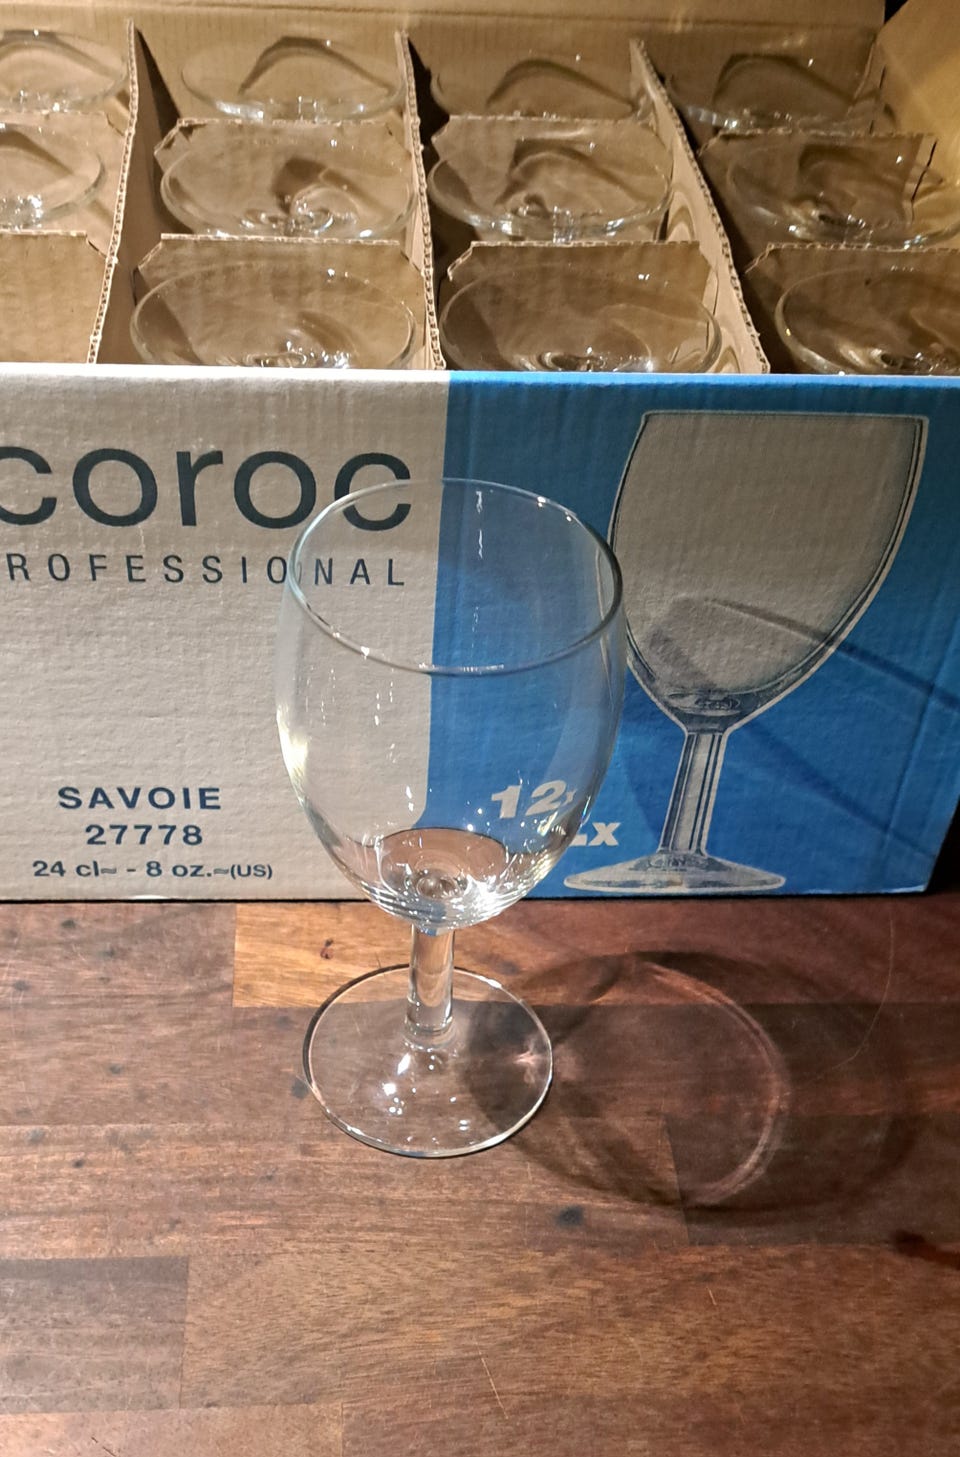 coroc
ROFESSIONAL
SAVOIE
27778
24 cl≈ - 8 oz.≈(US)
12x